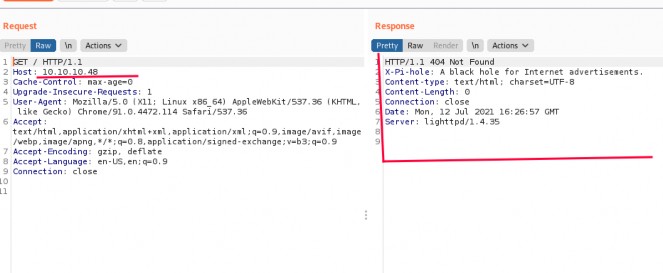 Request
Pretty Raw \n Actions
1 GET / HTTP/1.1
2 Host: 10.10.10.48
3 Cache-Control: max-age=0
4 Upgrade-Insecure-Requests: 1
5 User-Agent: Mozilla/5.0 (X11; Linux x86_64) AppleWebKit/537.36 (KHTML,
like Gecko) Chrome/91.0.4472.114 Safari/537.36
6 Accept:
text/html,application/xhtml+xml,application/xml;q=0.9,image/avif,image
/webp,image/apng,*/*;q=0.8,application/signed-exchange;v=b3;q=0.9
7 Accept-Encoding: gzip, deflate
8 Accept-Language: en-US,en;q=0.9
9 Connection: close
10
11
Response
Pretty Raw Render \n Actions
1 HTTP/1.1 404 Not Found
2 X-Pi-hole: A black hole for Internet advertisements.
3 Content-type: text/html; charset=UTF-8
4 Content-Length: 0
5 Connection: close
6 Date: Mon, 12 Jul 2021 16:26:57 GMT
7 Server: lighttpd/1.4.35
8
9